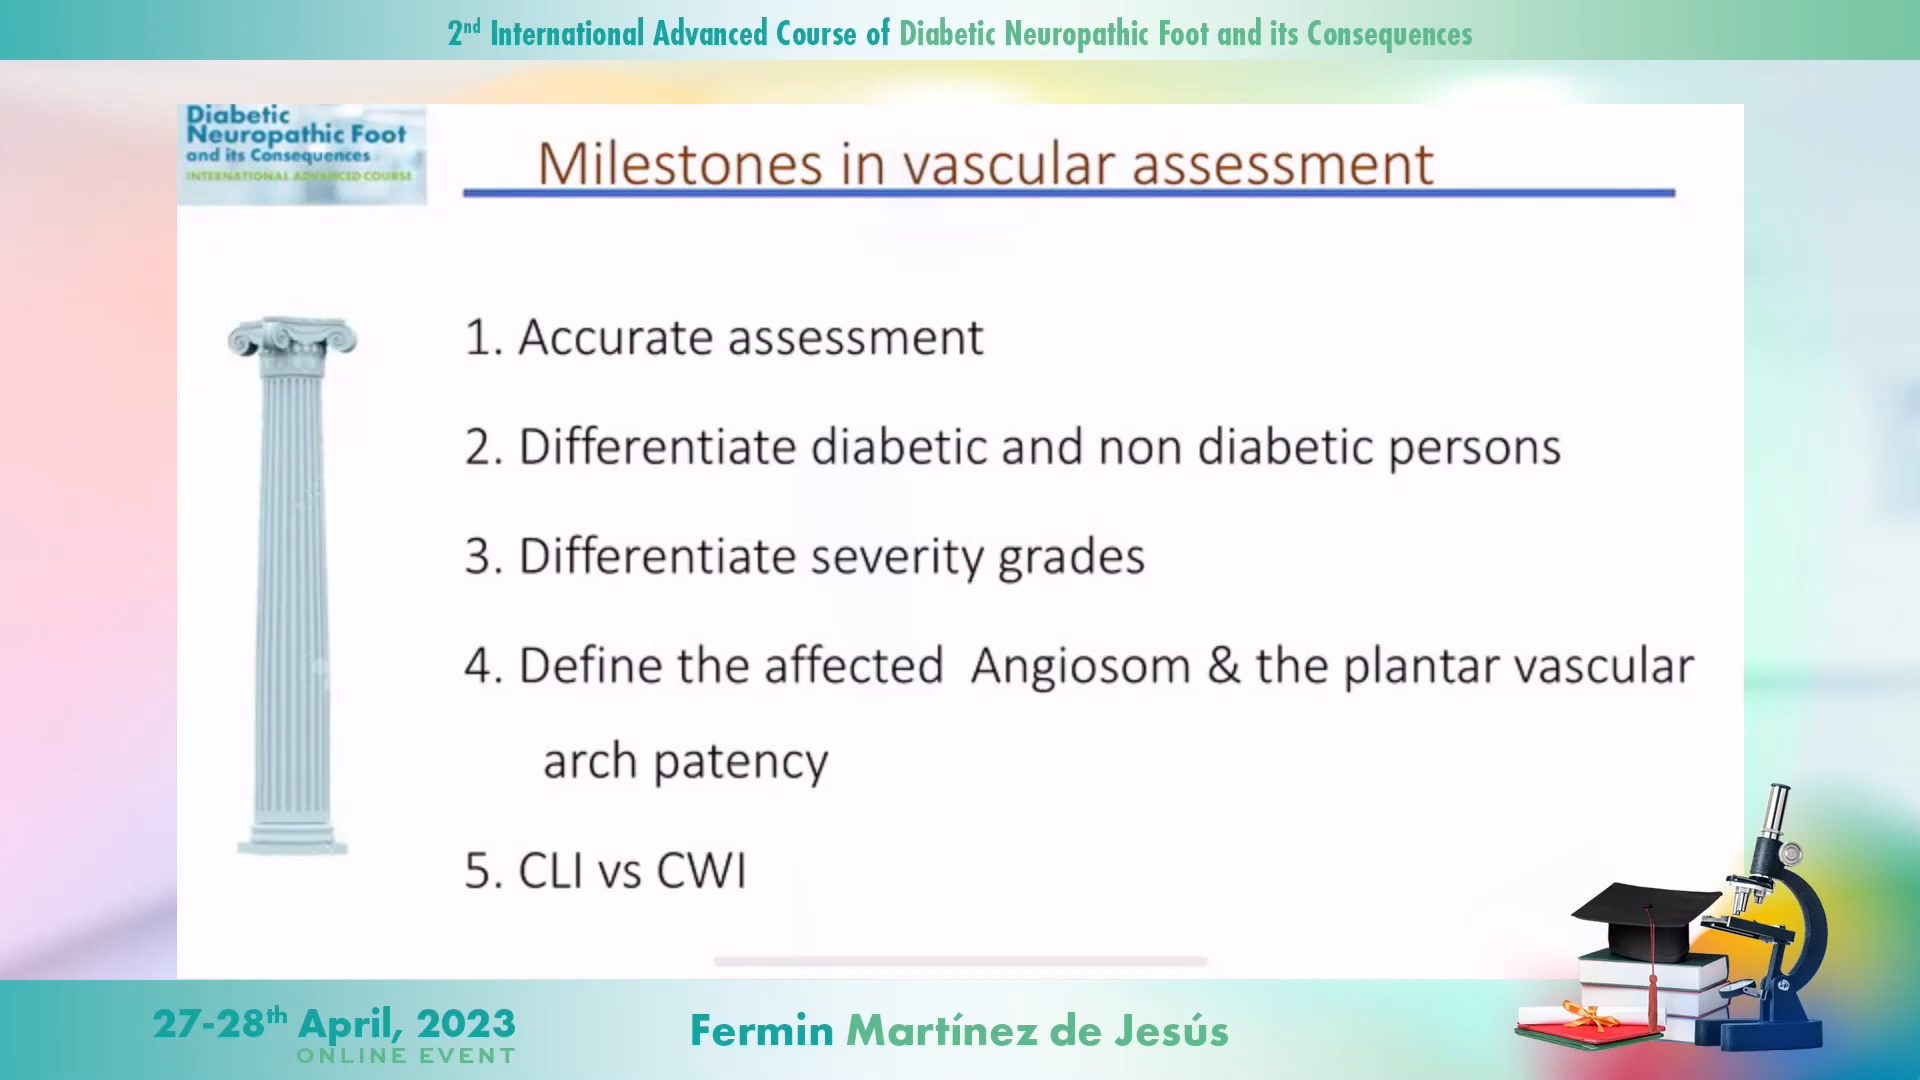 2nd International Advanced Course of Diabetic Neuropathic Foot and its Consequences
Diabetic
Neuropathic Foot
and its Consequences
INTERNATIONAL ADVANCED COURSE
Milestones in vascular assessment
1. Accurate assessment
2. Differentiate diabetic and non diabetic persons
3. Differentiate severity grades
4. Define the affected Angiosom & the plantar vascular
arch patency
5. CLI vs CWI
27-28th April, 2023
ONLINE EVENT
Fermin Martínez de Jesús